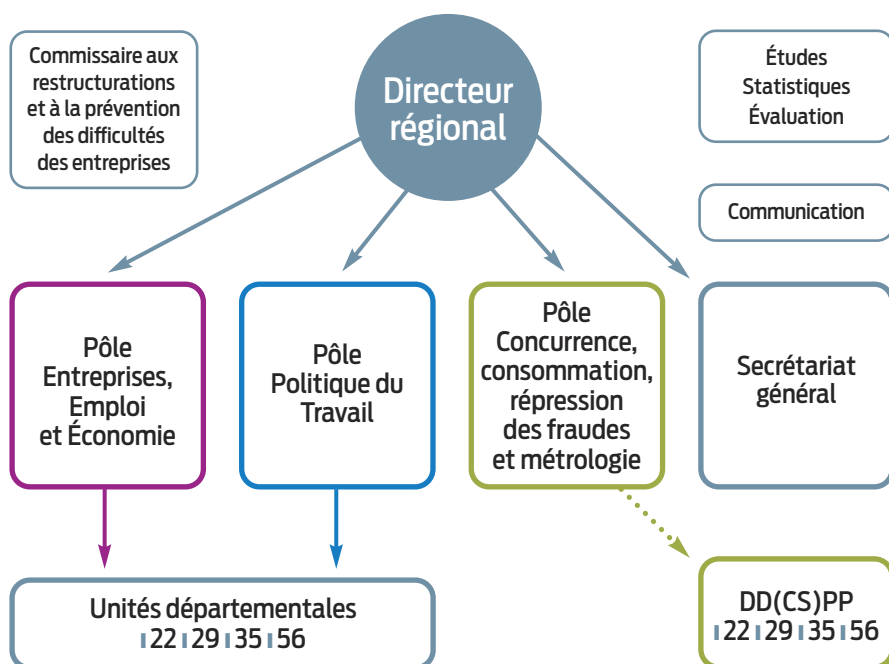 Commissaire aux
restructurations
et à la prévention
des difficultés
des entreprises
Directeur
régional
Études
Statistiques
Évaluation
Communication
Pôle
Entreprises,
Emploi
et Économie
Pôle
Politique du
Travail
Pôle
Concurrence,
consommation,
répression
des fraudes
et métrologie
Secrétariat
général
Unités départementales
ı 22 ı 29 ı 35 ı 56
DD(CS)PP
ı 22 ı 29 ı 35 ı 56